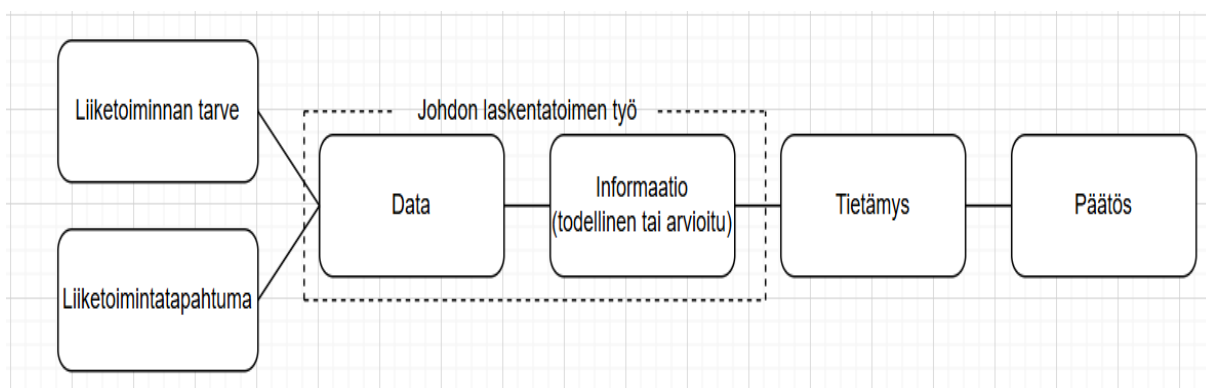 Liiketoiminnan tarve
Liiketoimintatapahtuma
Johdon laskentatoimen työ
Data
Informaatio
(todellinen tai arvioitu)
Tietämys
Päätös